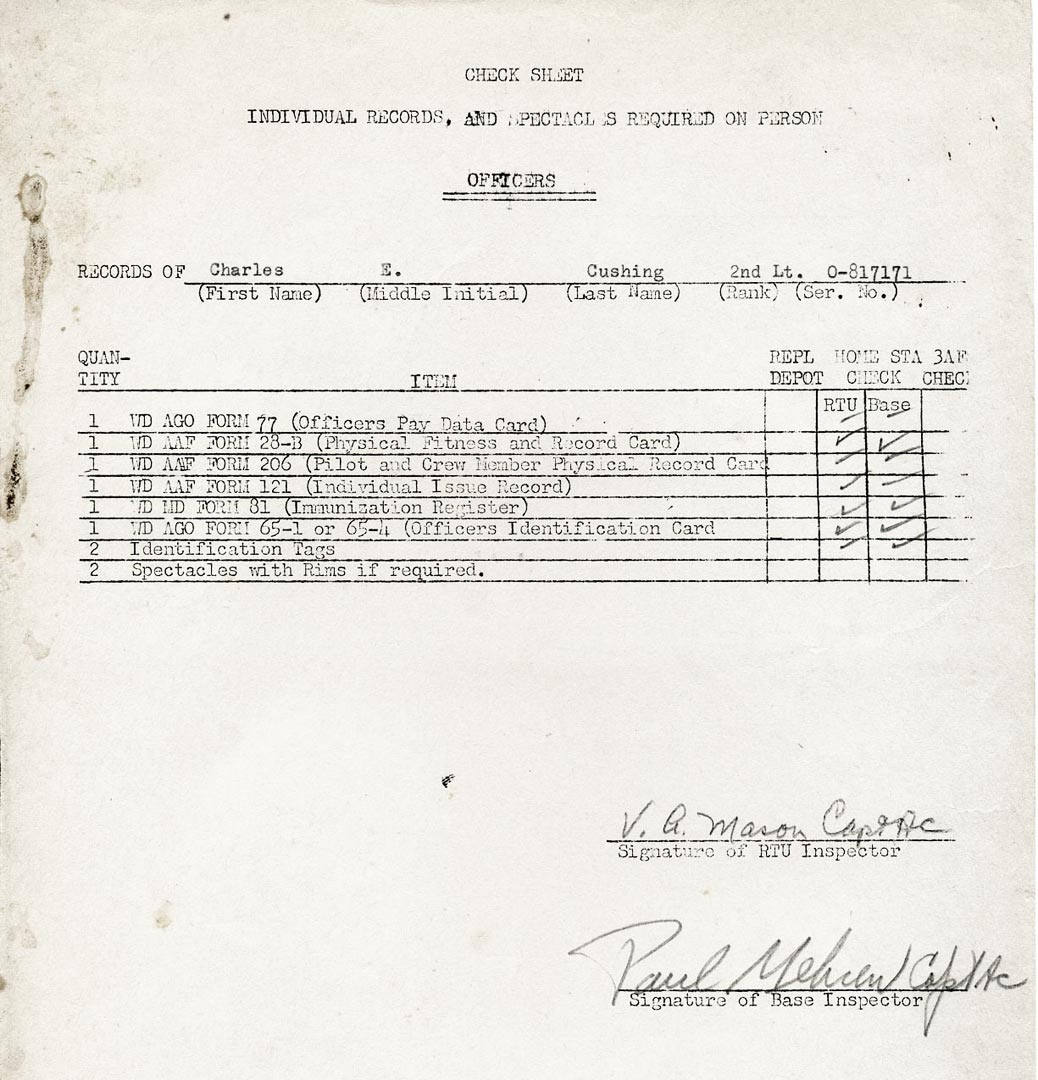 CHECK SHEET
INDIVIDUAL RECORDS, AND SPECTACLES REQUIRED ON PERSON
OFFICERS
RECORDS OF Charles E. Cushing 2nd Lt. O-817171
(First Name) (Middle Initial) (Last Name) (Rank) (Ser. No.)
QUAN- REPL HOME STA 3AF
TITY ITEM DEPOT CHECK CHEC
RTU Base
1 WD AGO FORM 77 (Officers Pay Data Card)
1 WD AAF FORM 28-B (Physical Fitness and Record Card)
1 WD AAF FORM 206 (Pilot and Crew Member Physical Record Card
1 WD AAF FORM 121 (Individual Issue Record)
1 WD MD FORM 81 (Immunization Register)
1 WD AGO FORM 65-1 or 65-4 (Officers Identification Card
2 Identification Tags
2 Spectacles with Rims if required.
V. A. Mason Capt AC
Signature of RTU Inspector
Paul Mehren Capt AC
Signature of Base Inspector